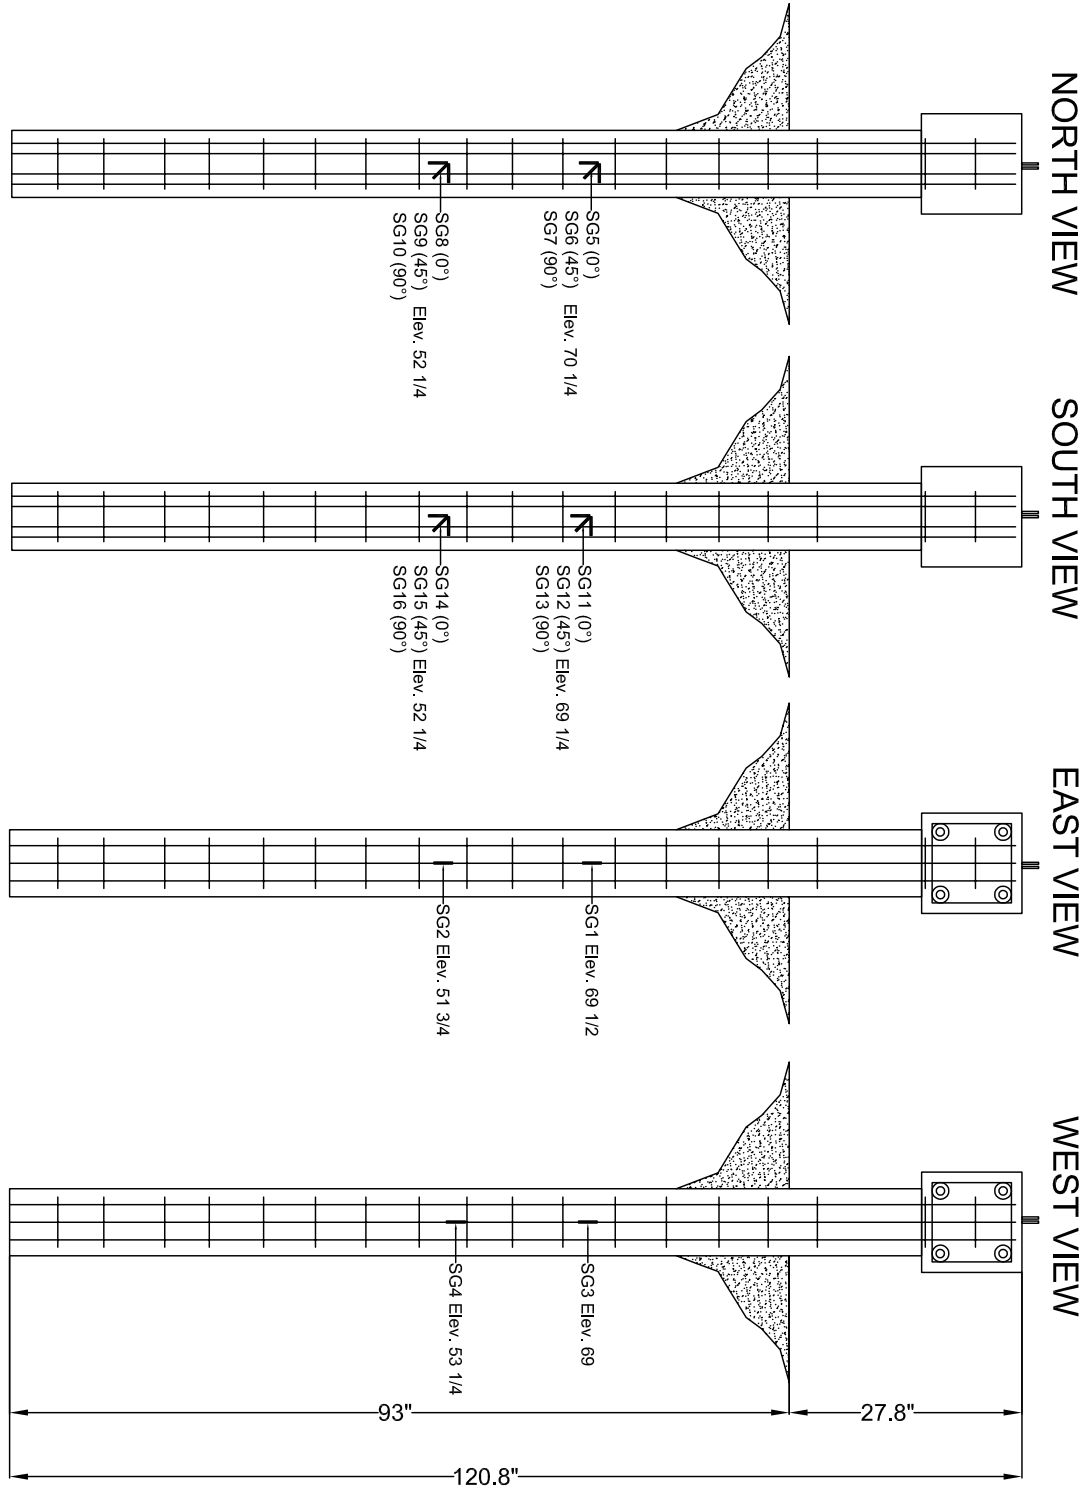 NORTH VIEW
SG5 (0°)
SG6 (45°) Elev. 70 1/4
SG7 (90°)
SG8 (0°)
SG9 (45°) Elev. 52 1/4
SG10 (90°)
SOUTH VIEW
SG11 (0°)
SG12 (45°) Elev. 69 1/4
SG13 (90°)
SG14 (0°)
SG15 (45°) Elev. 52 1/4
SG16 (90°)
EAST VIEW
SG1 Elev. 69 1/2
SG2 Elev. 51 3/4
WEST VIEW
SG3 Elev. 69
SG4 Elev. 53 1/4
27.8"
93"
120.8"